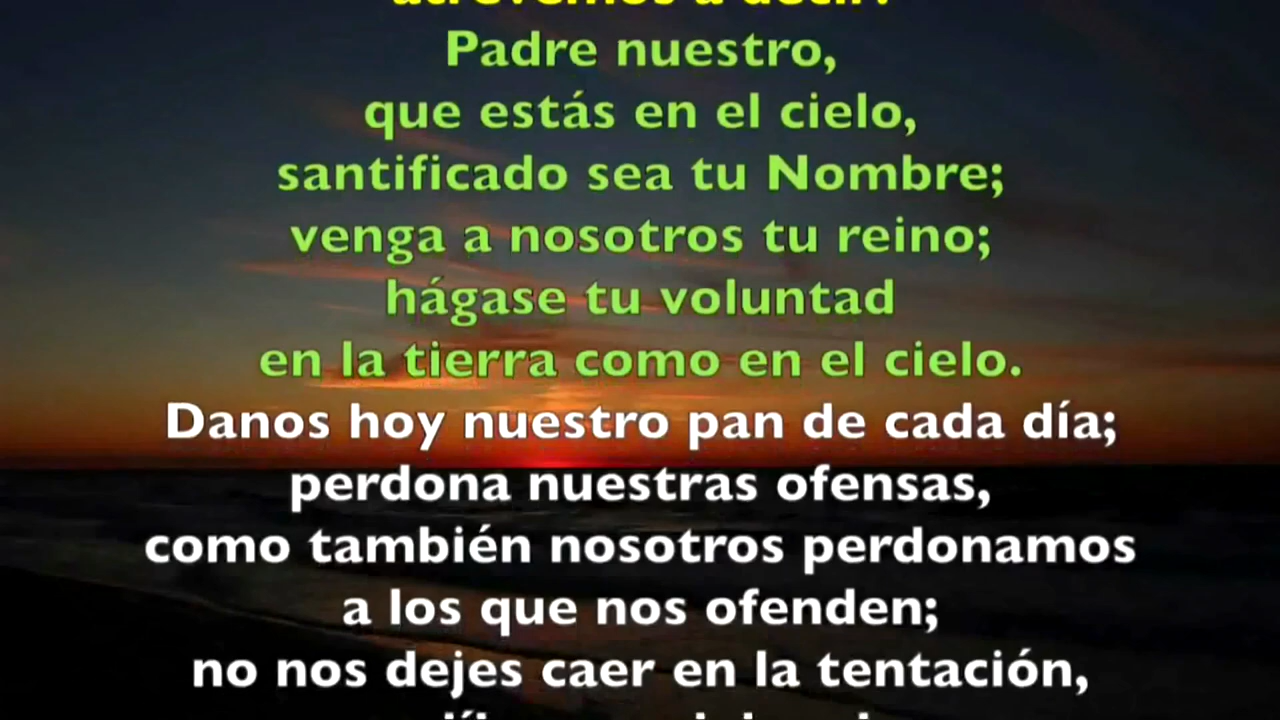 atrevemos a decir:
Padre nuestro,
que estás en el cielo,
santificado sea tu Nombre;
venga a nosotros tu reino;
hágase tu voluntad
en la tierra como en el cielo.
Danos hoy nuestro pan de cada día;
perdona nuestras ofensas,
como también nosotros perdonamos
a los que nos ofenden;
no nos dejes caer en la tentación,